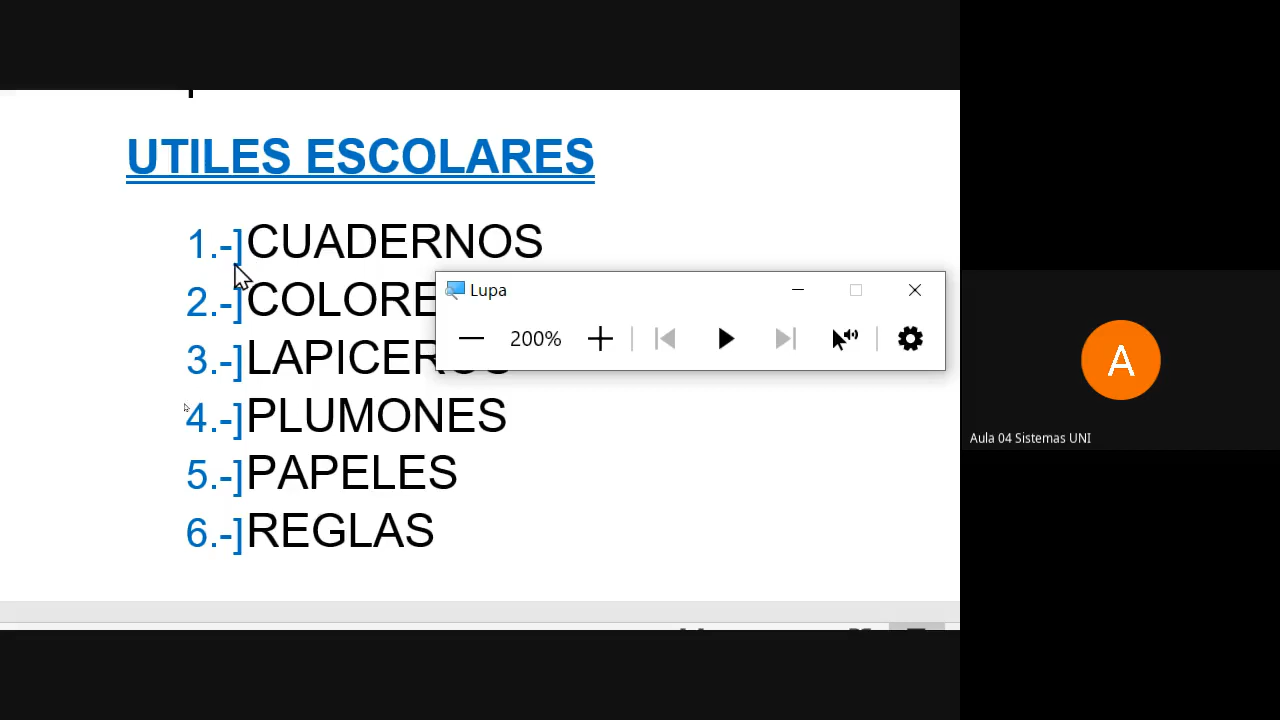 UTILES ESCOLARES
1.-]CUADERNOS
2.-]COLORE
Lupa
200%
3.-]LAPICEROS
4.-]PLUMONES
5.-]PAPELES
6.-]REGLAS
A
Aula 04 Sistemas UNI